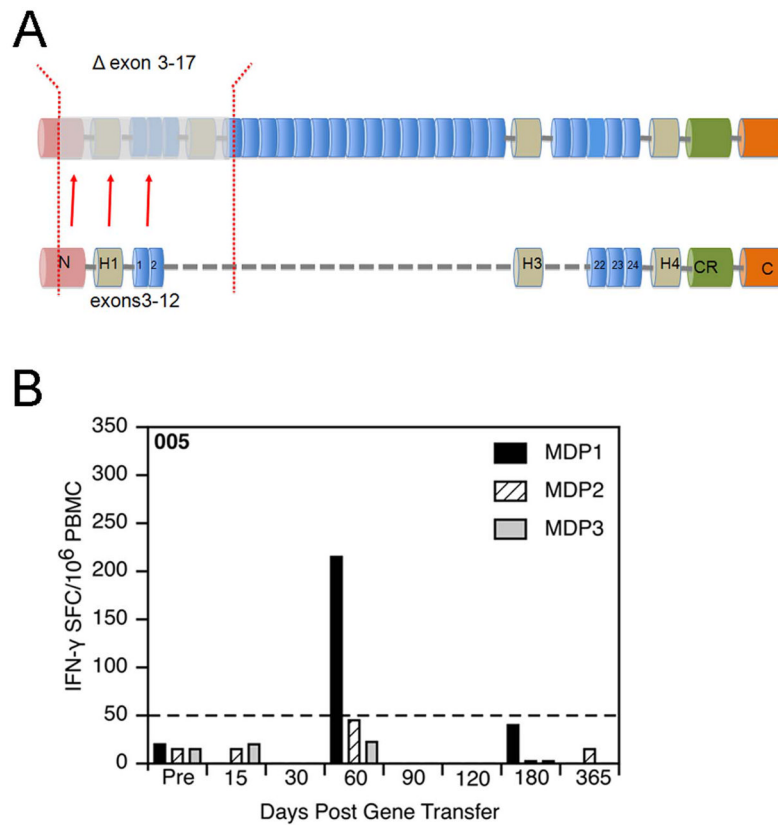 A
Δ exon 3-17
N H1 1 2 H3 22 23 24 H4 CR C
exons3-12
B
350
300
250
200
150
100
50
0
IFN-γ SFC/10⁶ PBMC
005
MDP1
MDP2
MDP3
Pre 15 30 60 90 120 180 365
Days Post Gene Transfer